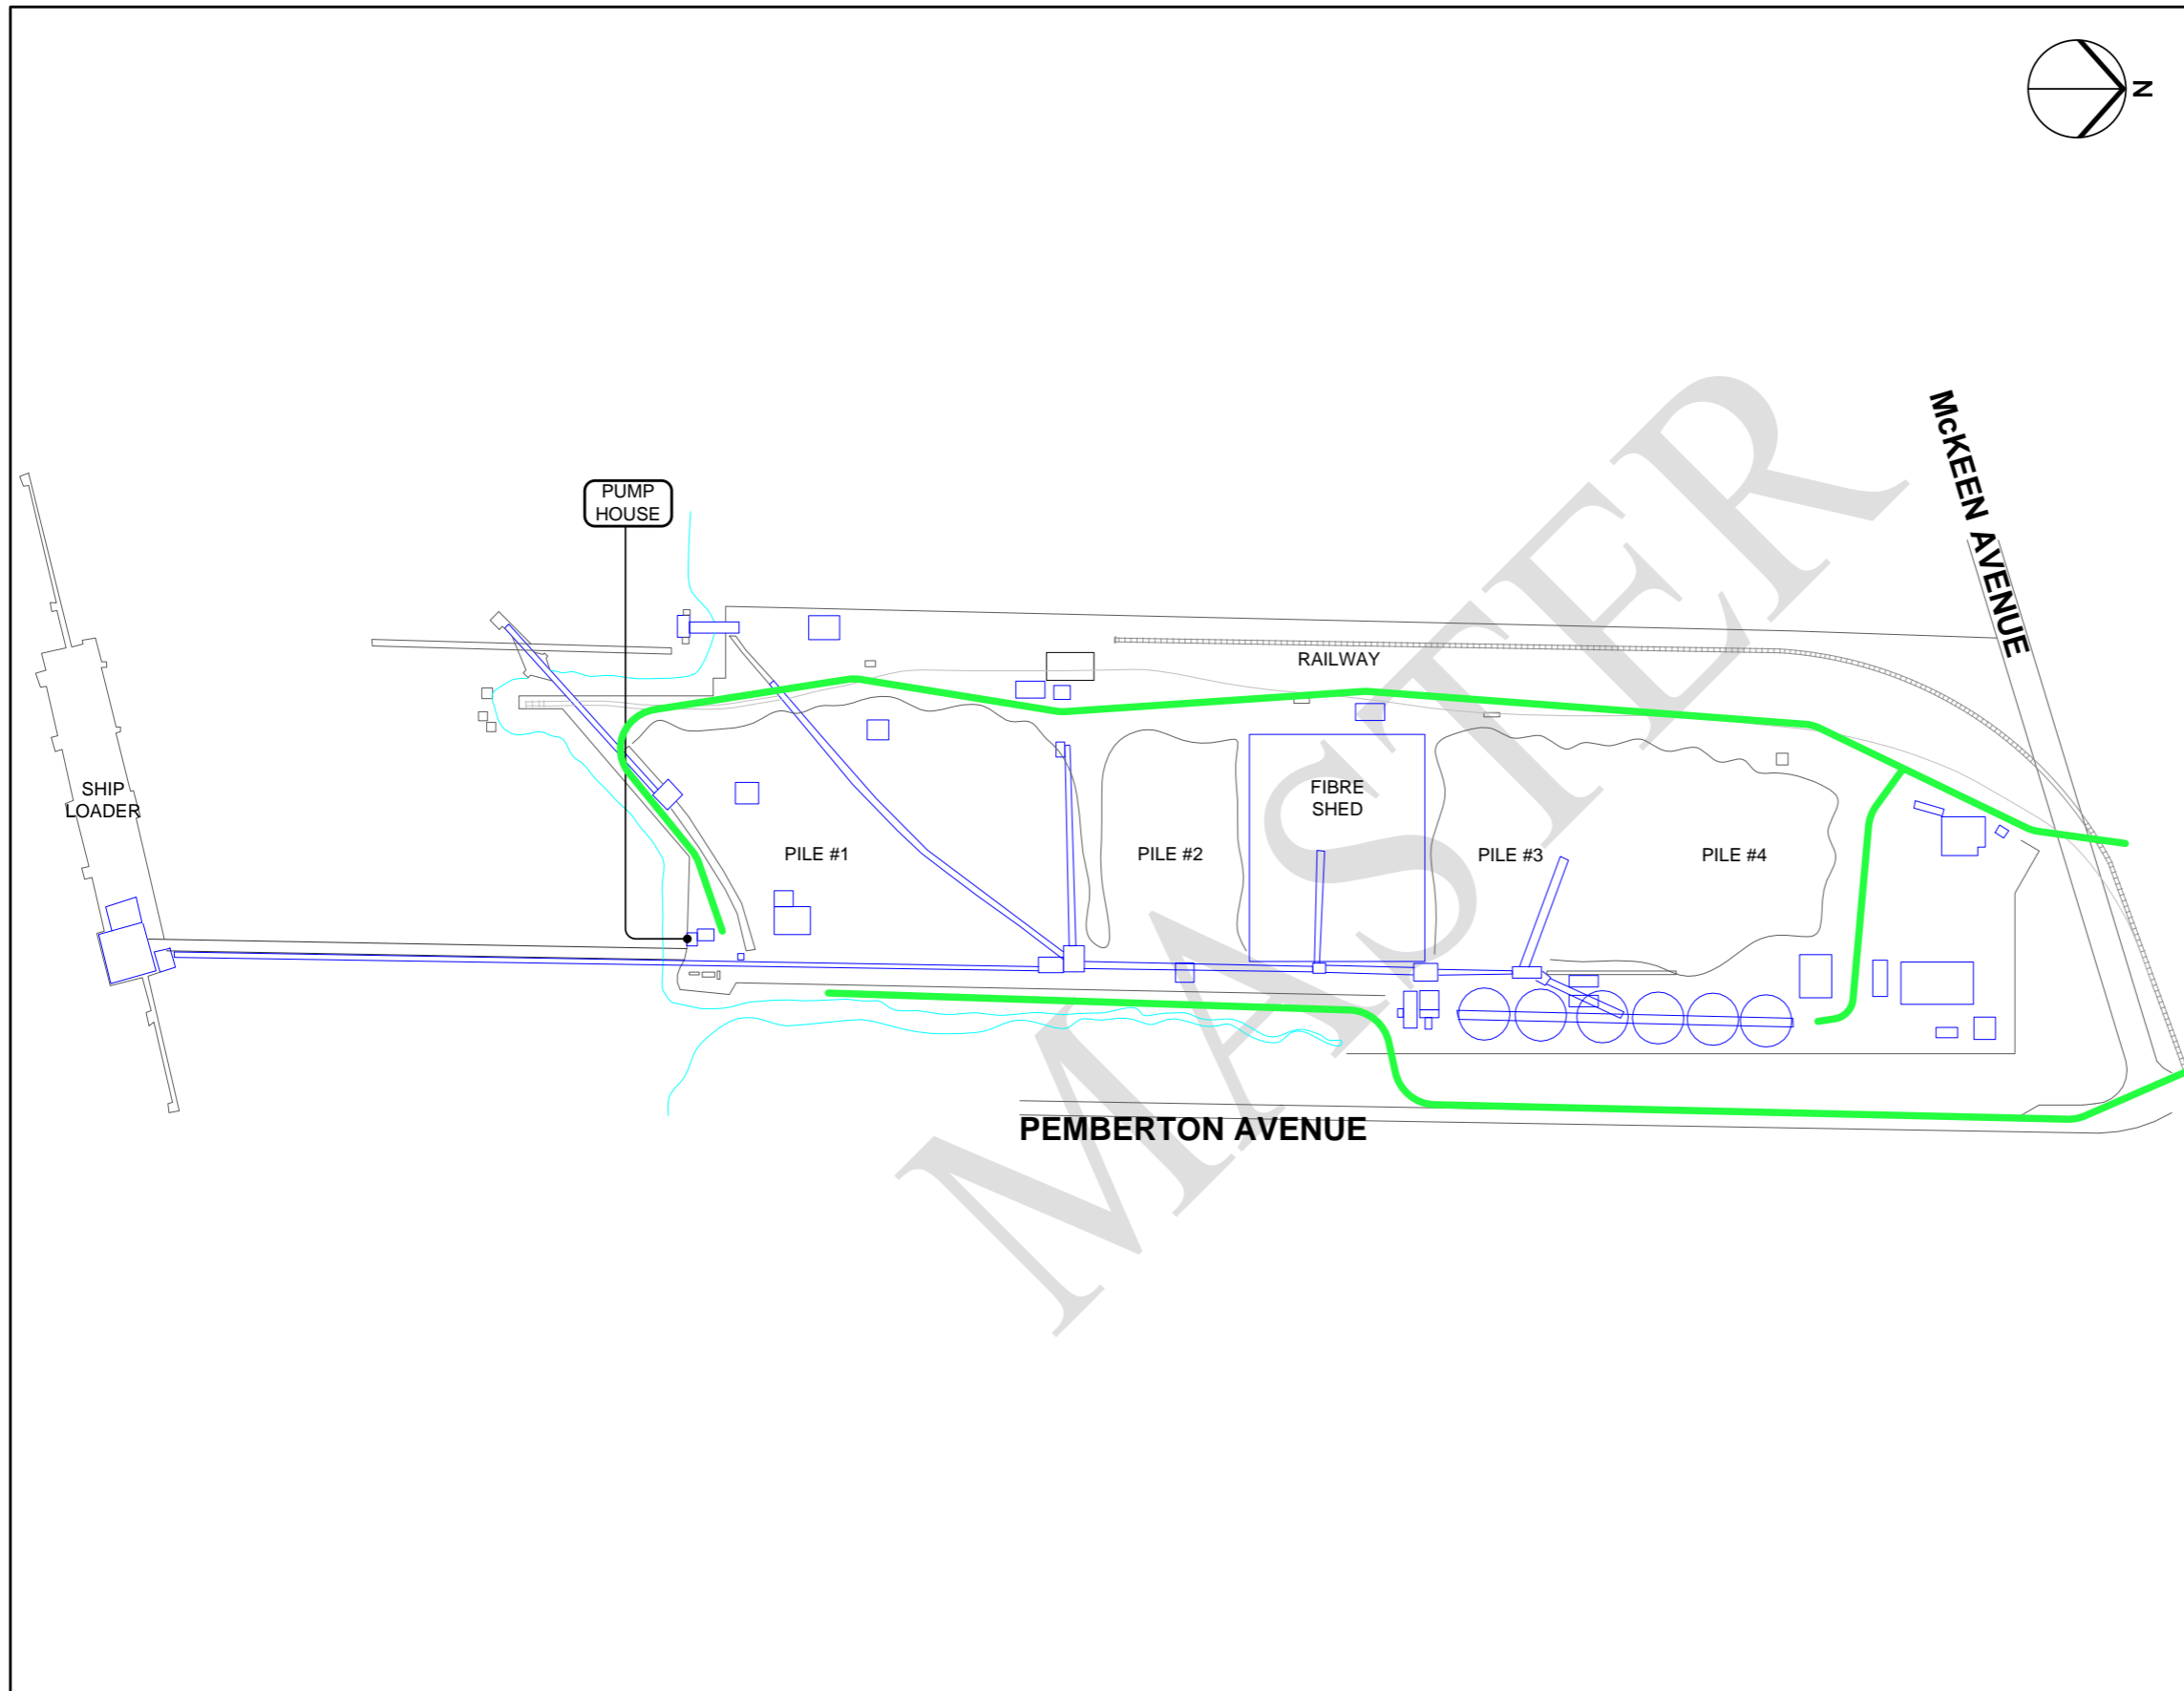 N
McKEEN AVENUE
PUMP
HOUSE
RAILWAY
SHIP
LOADER
FIBRE
SHED
PILE #1
PILE #2
PILE #3
PILE #4
PEMBERTON AVENUE
MASTER